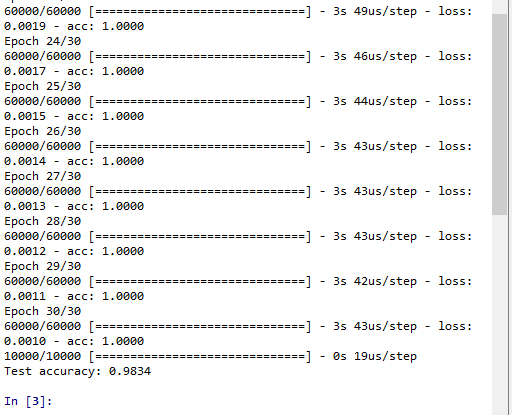 60000/60000 [==============================] - 3s 49us/step - loss:
0.0019 - acc: 1.0000
Epoch 24/30
60000/60000 [==============================] - 3s 46us/step - loss:
0.0017 - acc: 1.0000
Epoch 25/30
60000/60000 [==============================] - 3s 44us/step - loss:
0.0015 - acc: 1.0000
Epoch 26/30
60000/60000 [==============================] - 3s 43us/step - loss:
0.0014 - acc: 1.0000
Epoch 27/30
60000/60000 [==============================] - 3s 43us/step - loss:
0.0013 - acc: 1.0000
Epoch 28/30
60000/60000 [==============================] - 3s 43us/step - loss:
0.0012 - acc: 1.0000
Epoch 29/30
60000/60000 [==============================] - 3s 42us/step - loss:
0.0011 - acc: 1.0000
Epoch 30/30
60000/60000 [==============================] - 3s 43us/step - loss:
0.0010 - acc: 1.0000
10000/10000 [==============================] - 0s 19us/step
Test accuracy: 0.9834
In [3]: